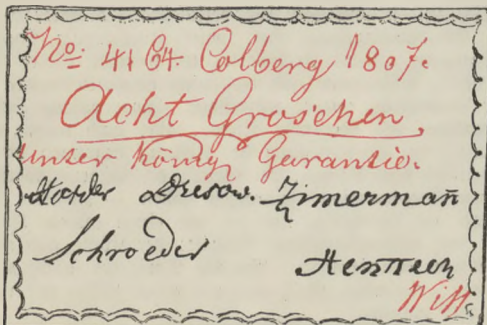 No: 4164. Colberg 1807.
Acht Groschen
unter Königl Garantie.
Dresow. Zimermañ
Schroeder
Witt